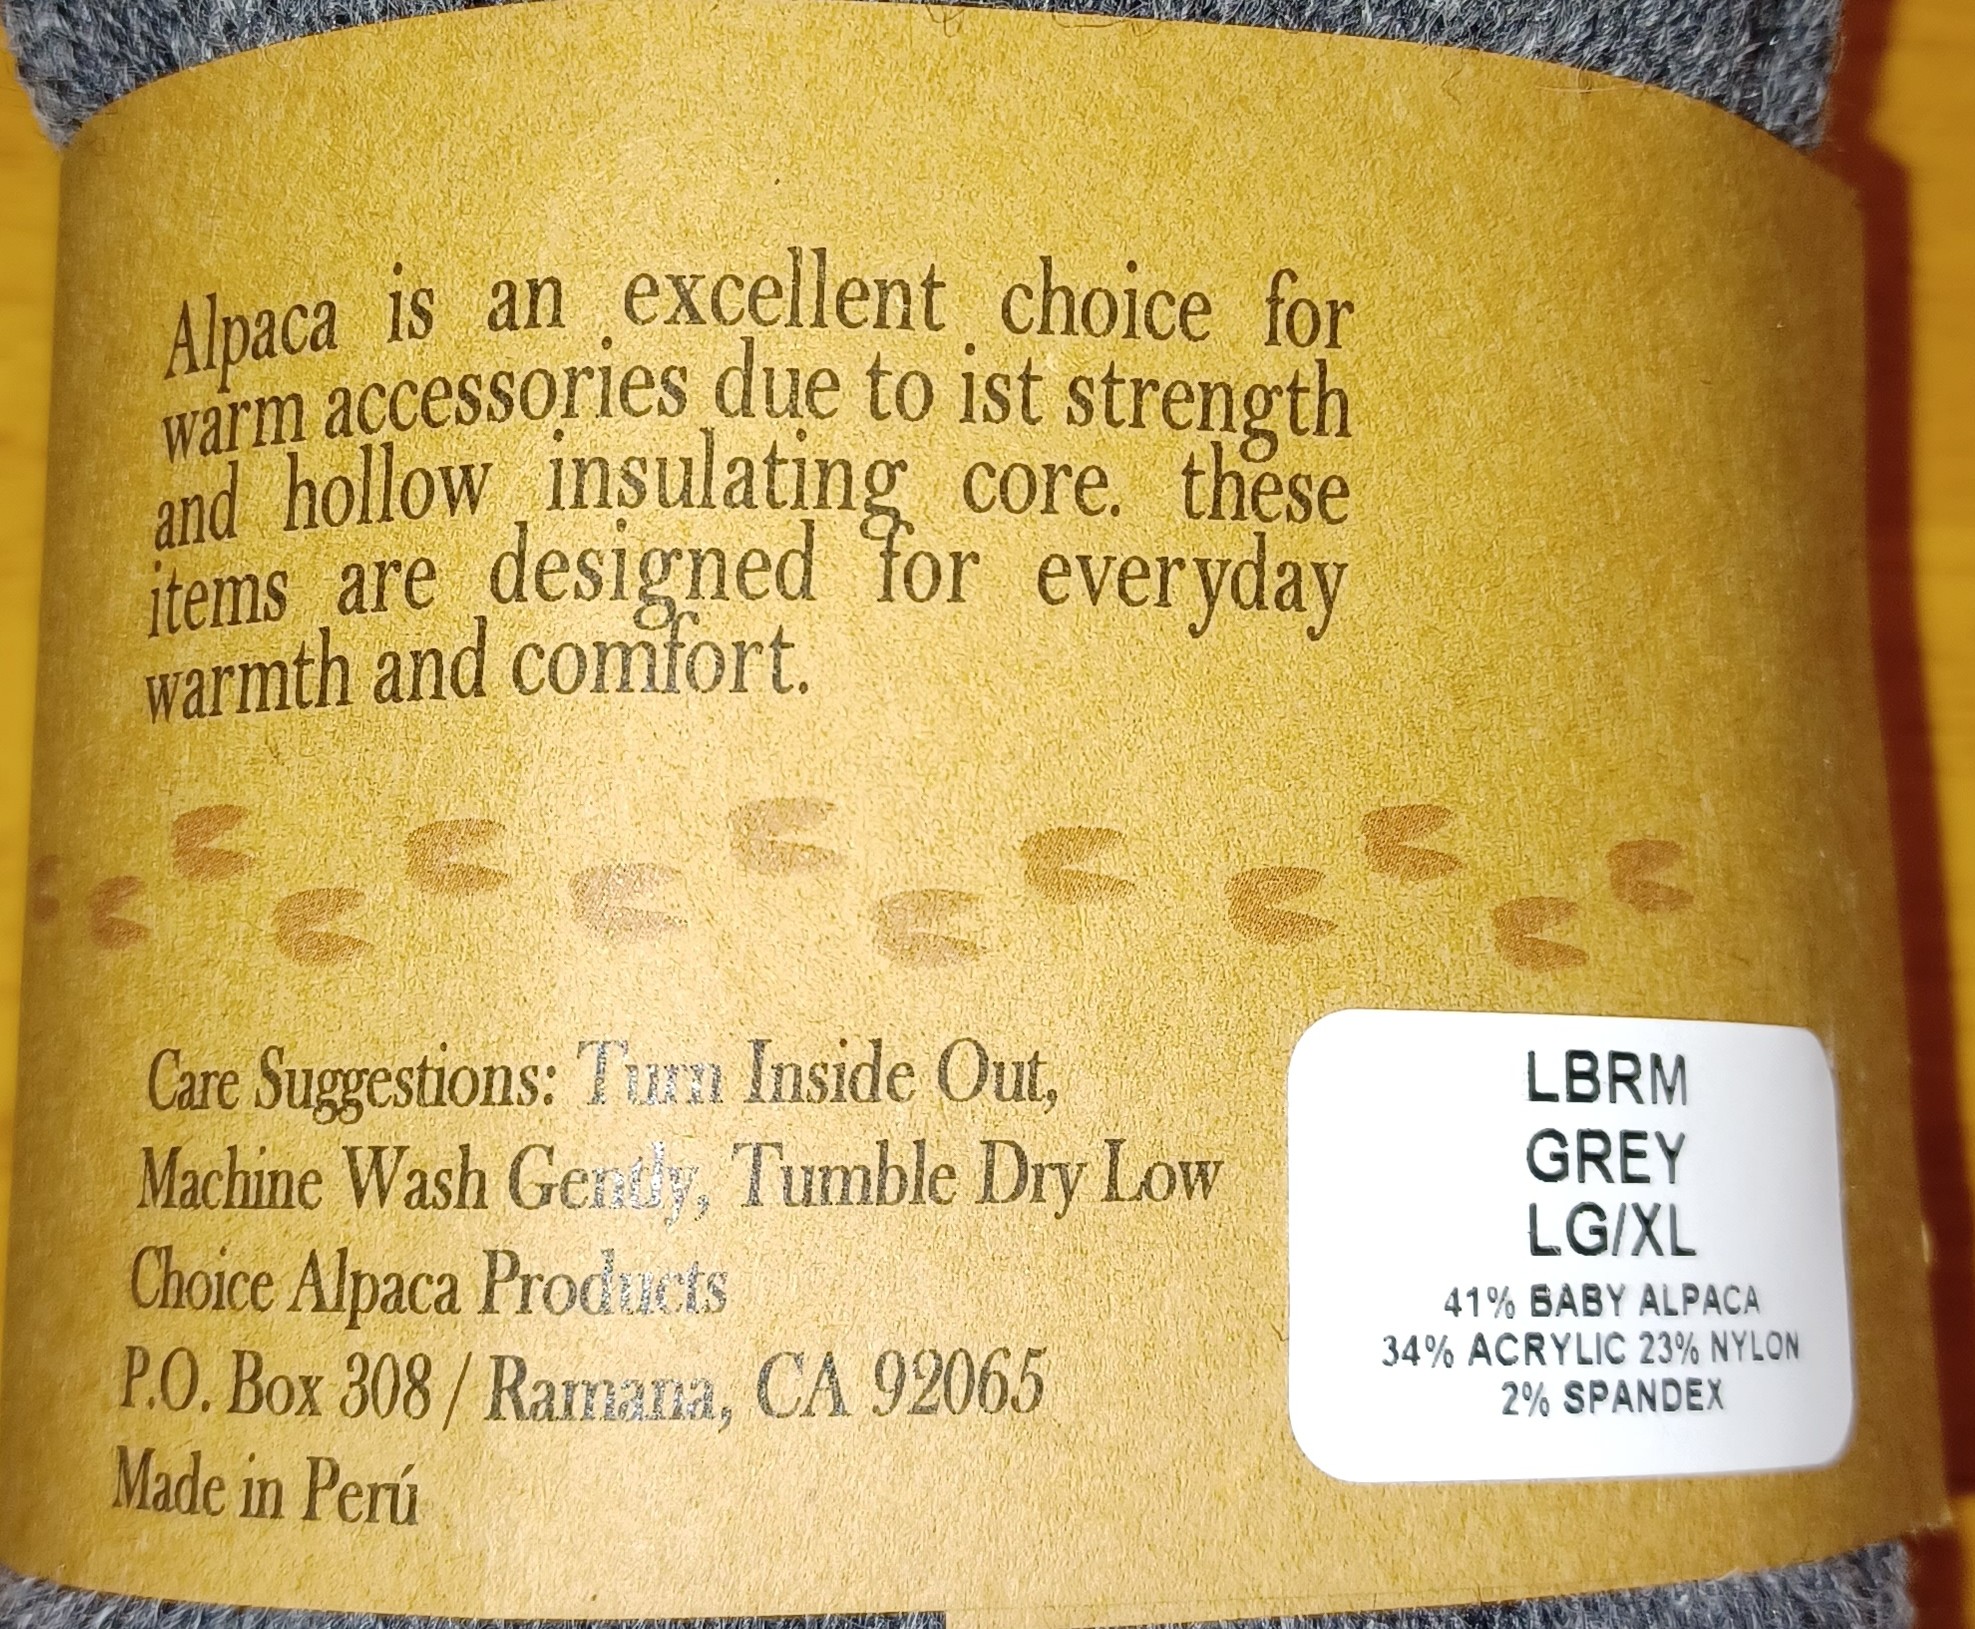 Alpaca is an excellent choice for
warm accessories due to ist strength
and hollow insulating core. these
items are designed for everyday
warmth and comfort.
Care Suggestions: Turn Inside Out,
Machine Wash Gently, Tumble Dry Low
Choice Alpaca Products
P.O. Box 308 / Ramana, CA 92065
Made in Perú
LBRM
GREY
LG/XL
41% BABY ALPACA
34% ACRYLIC 23% NYLON
2% SPANDEX